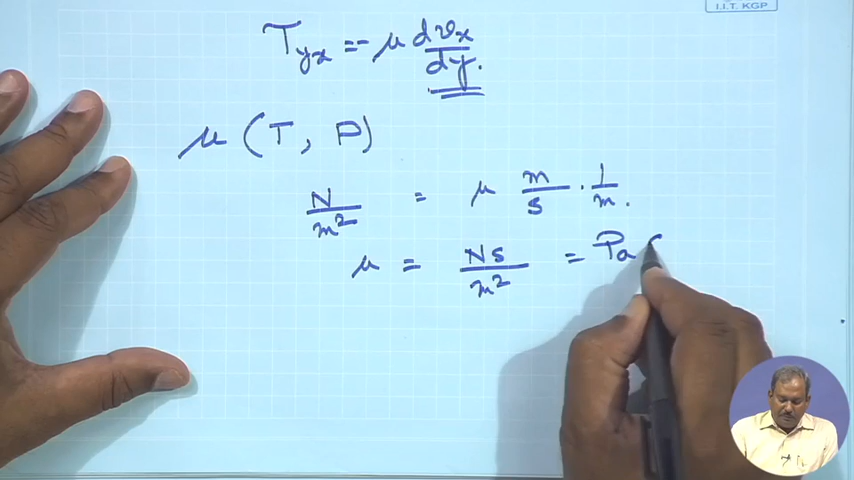 I.I.T. KGP
τyx = -μ dvx/dy.
μ (T, P)
N/m² = μ m/s · 1/m.
μ = NS/m² = Pa